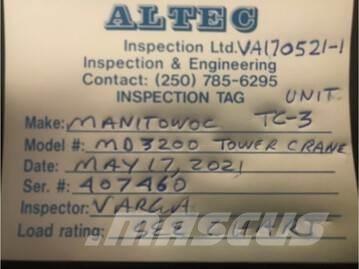 ALTEC
Inspection Ltd. VA170521-1
Inspection & Engineering
Contact: (250) 785-6295
INSPECTION TAG UNIT
Make: MANITOWOC TC-3
Model #: MD3200 TOWER CRANE
Date: MAY 17, 2021
Ser. #: 407460
Inspector: VARGA
Load rating: SEE CHART
MASCUS